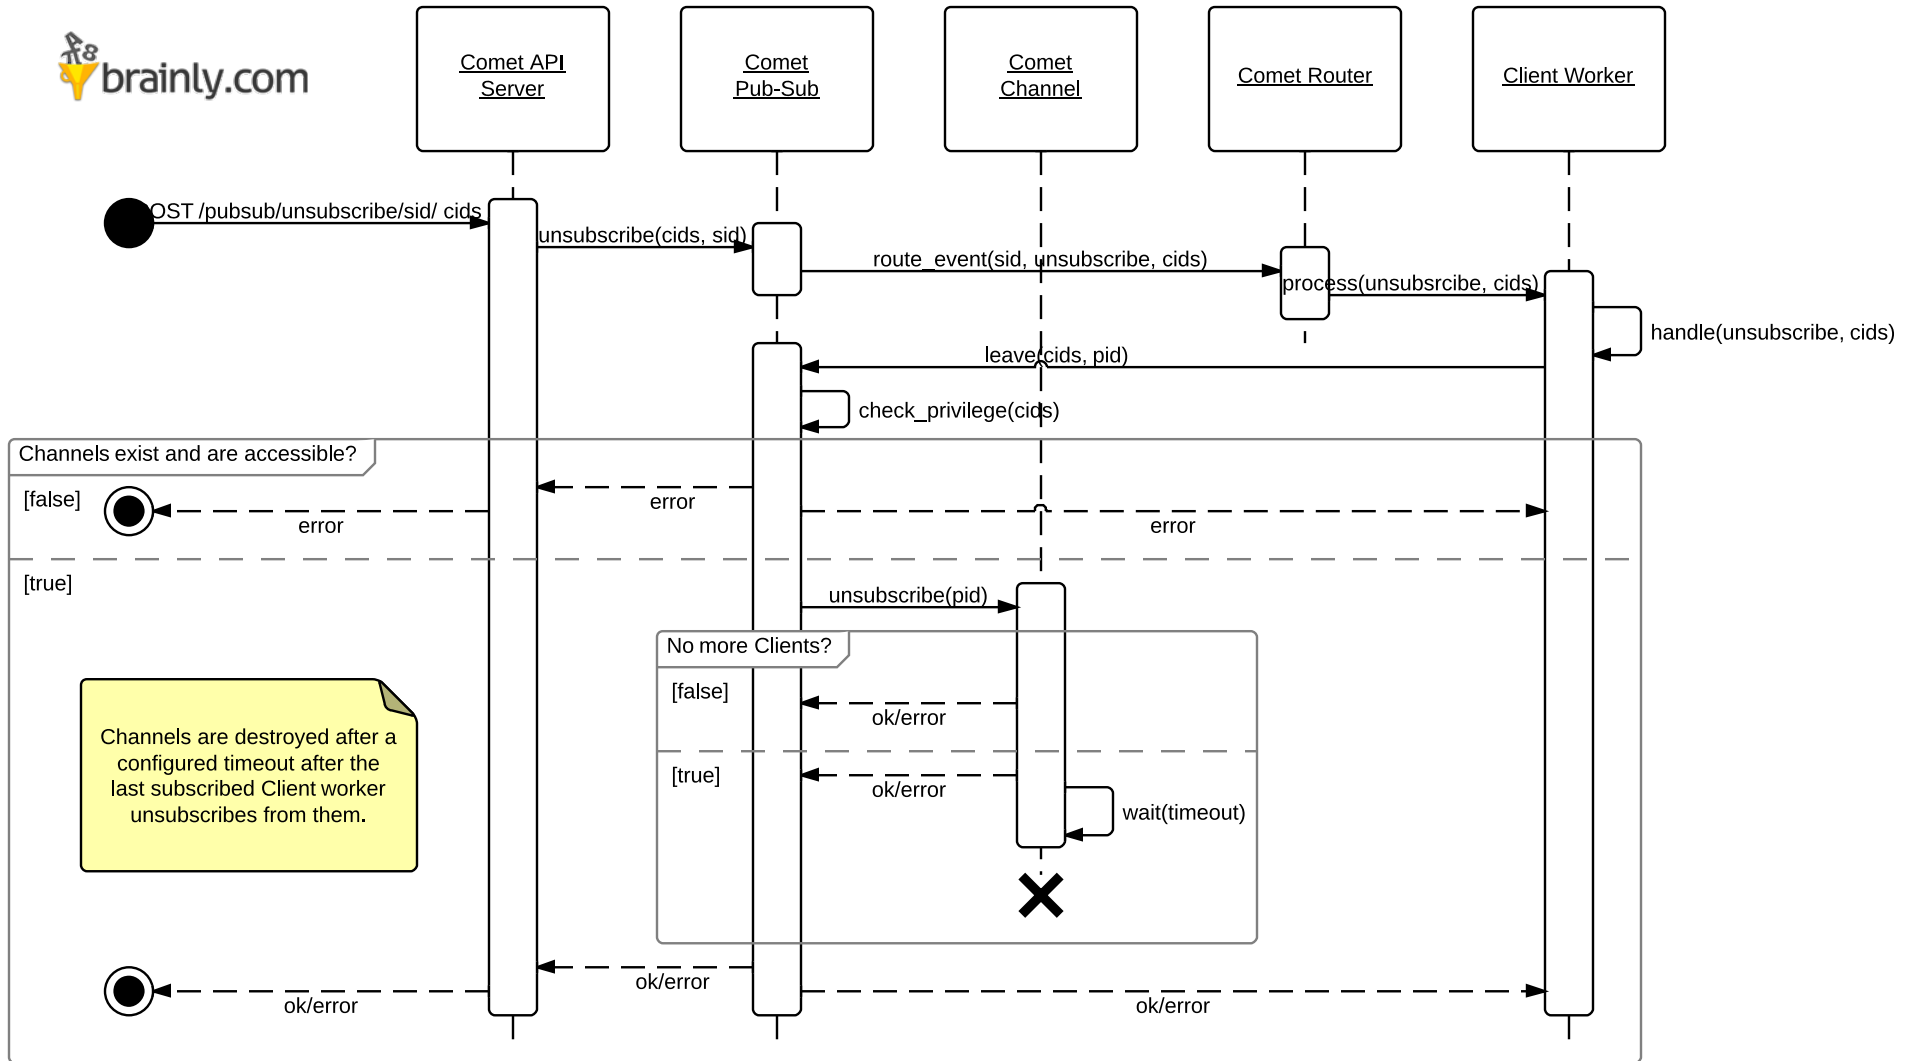 brainly.com
Comet API
Server
Comet
Pub-Sub
Comet
Channel
Comet Router
Client Worker
OST /pubsub/unsubscribe/sid/ cids
unsubscribe(cids, sid)
route_event(sid, unsubscribe, cids)
process(unsubsrcibe, cids)
handle(unsubscribe, cids)
leave(cids, pid)
check_privilege(cids)
Channels exist and are accessible?
[false]
error
error
error
[true]
unsubscribe(pid)
No more Clients?
[false]
ok/error
[true]
ok/error
wait(timeout)
Channels are destroyed after a
configured timeout after the
last subscribed Client worker
unsubscribes from them.
ok/error
ok/error
ok/error